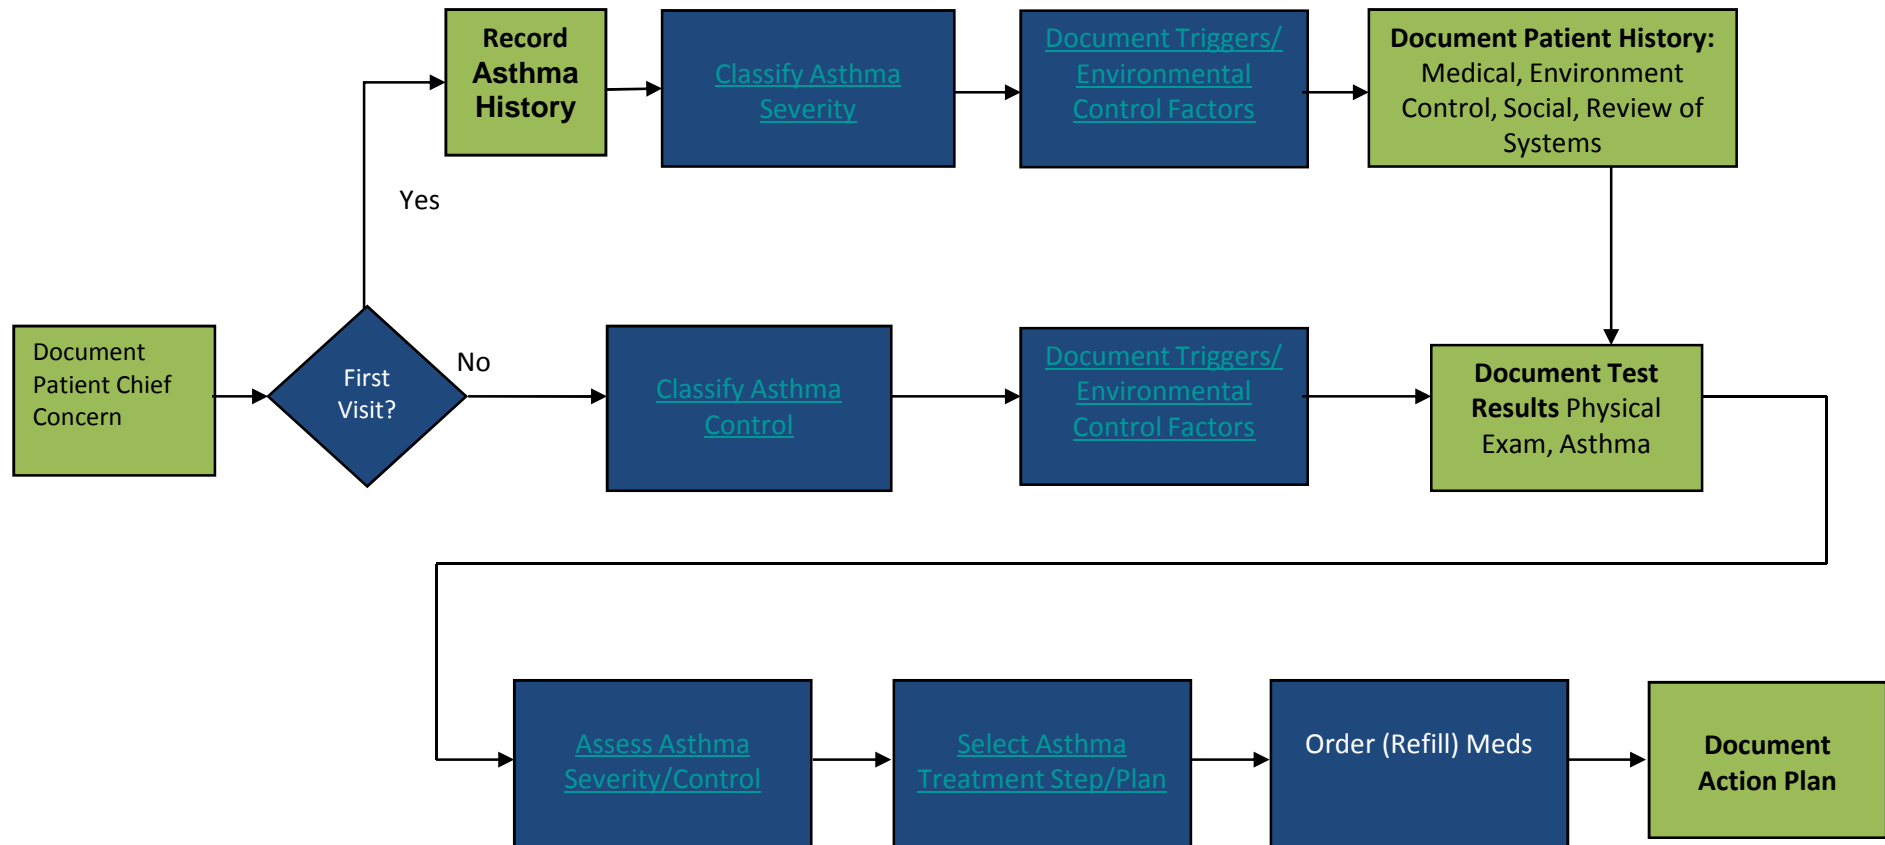 Record
Asthma
History
Classify Asthma
Severity
Document Triggers/
Environmental
Control Factors
Document Patient History:
Medical, Environment
Control, Social, Review of
Systems
Yes
Document
Patient Chief
Concern
First
Visit?
No
Classify Asthma
Control
Document Triggers/
Environmental
Control Factors
Document Test
Results Physical
Exam, Asthma
Assess Asthma
Severity/Control
Select Asthma
Treatment Step/Plan
Order (Refill) Meds
Document
Action Plan